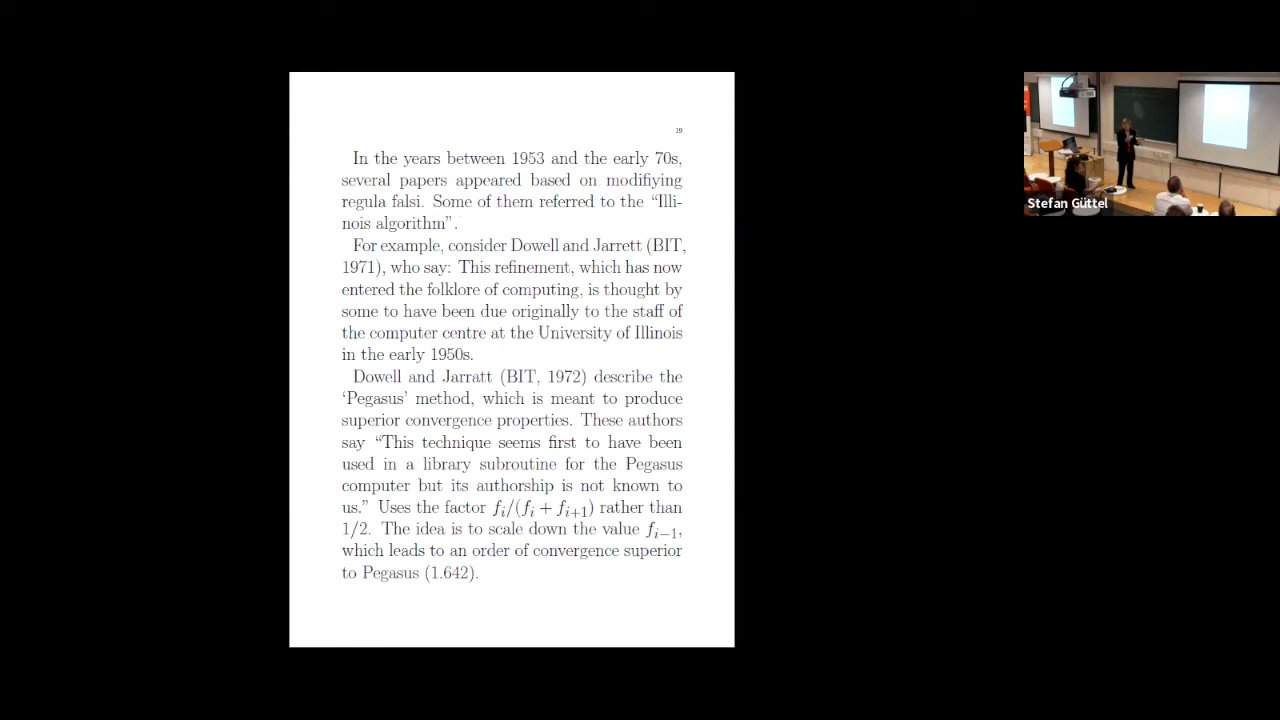 19
In the years between 1953 and the early 70s,
several papers appeared based on modifiying
regula falsi. Some of them referred to the “Illi-
nois algorithm”.
For example, consider Dowell and Jarrett (BIT,
1971), who say: This refinement, which has now
entered the folklore of computing, is thought by
some to have been due originally to the staff of
the computer centre at the University of Illinois
in the early 1950s.
Dowell and Jarratt (BIT, 1972) describe the
‘Pegasus’ method, which is meant to produce
superior convergence properties. These authors
say “This technique seems first to have been
used in a library subroutine for the Pegasus
computer but its authorship is not known to
us.” Uses the factor f_i/(f_i + f_{i+1}) rather than
1/2. The idea is to scale down the value f_{i−1},
which leads to an order of convergence superior
to Pegasus (1.642).
Stefan Güttel